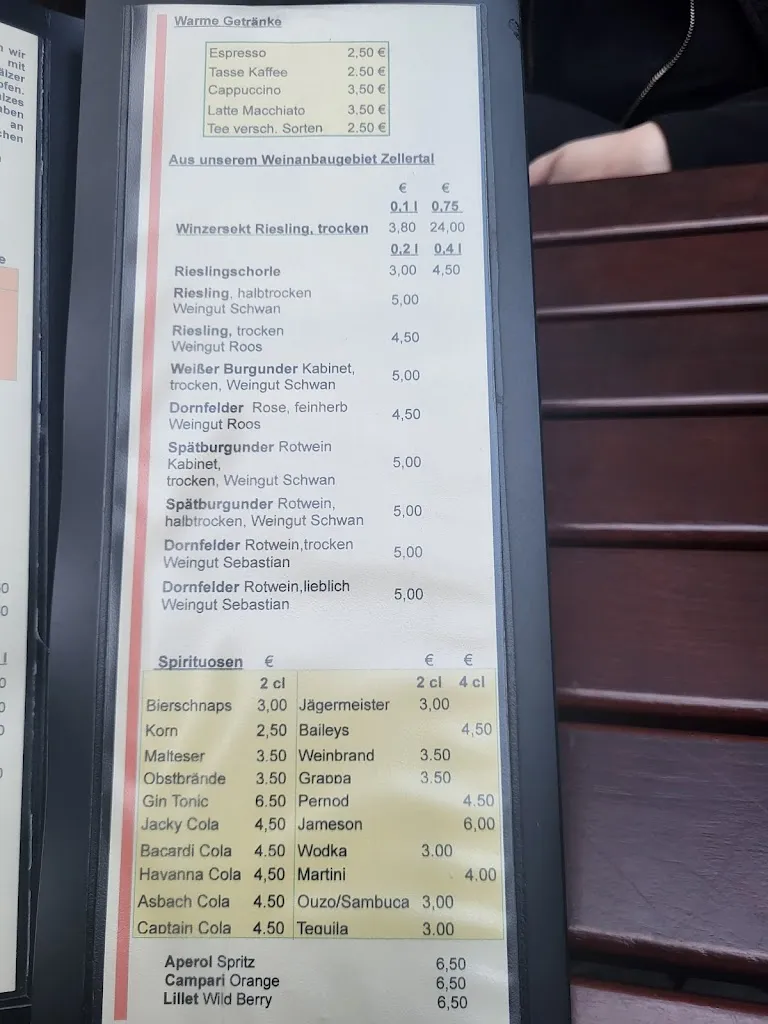 n wir
mit
älzer
pfen.
alzes
aben
an
chen
Warme Getränke
Espresso 2,50 €
Tasse Kaffee 2.50 €
Cappuccino 3,50 €
Latte Macchiato 3.50 €
Tee versch. Sorten 2.50 €
Aus unserem Weinanbaugebiet Zellertal
€ €
0,1 l 0,75
Winzersekt Riesling, trocken 3,80 24,00
0,2 l 0,4 l
Rieslingschorle 3,00 4,50
Riesling, halbtrocken
Weingut Schwan 5,00
Riesling, trocken
Weingut Roos 4,50
Weißer Burgunder Kabinet,
trocken, Weingut Schwan 5,00
Dornfelder Rose, feinherb
Weingut Roos 4,50
Spätburgunder Rotwein
Kabinet, 5,00
trocken, Weingut Schwan
Spätburgunder Rotwein,
halbtrocken, Weingut Schwan 5,00
Dornfelder Rotwein,trocken
Weingut Sebastian 5,00
Dornfelder Rotwein,lieblich
Weingut Sebastian 5,00
Spirituosen € € €
2 cl 2 cl 4 cl
Bierschnaps 3,00 Jägermeister 3,00
Korn 2,50 Baileys 4,50
Malteser 3.50 Weinbrand 3.50
Obstbrände 3.50 Grappa 3.50
Gin Tonic 6.50 Pernod 4.50
Jacky Cola 4,50 Jameson 6,00
Bacardi Cola 4.50 Wodka 3.00
Havanna Cola 4,50 Martini 4.00
Asbach Cola 4.50 Ouzo/Sambuca 3,00
Captain Cola 4.50 Tequila 3.00
Aperol Spritz 6,50
Campari Orange 6,50
Lillet Wild Berry 6,50